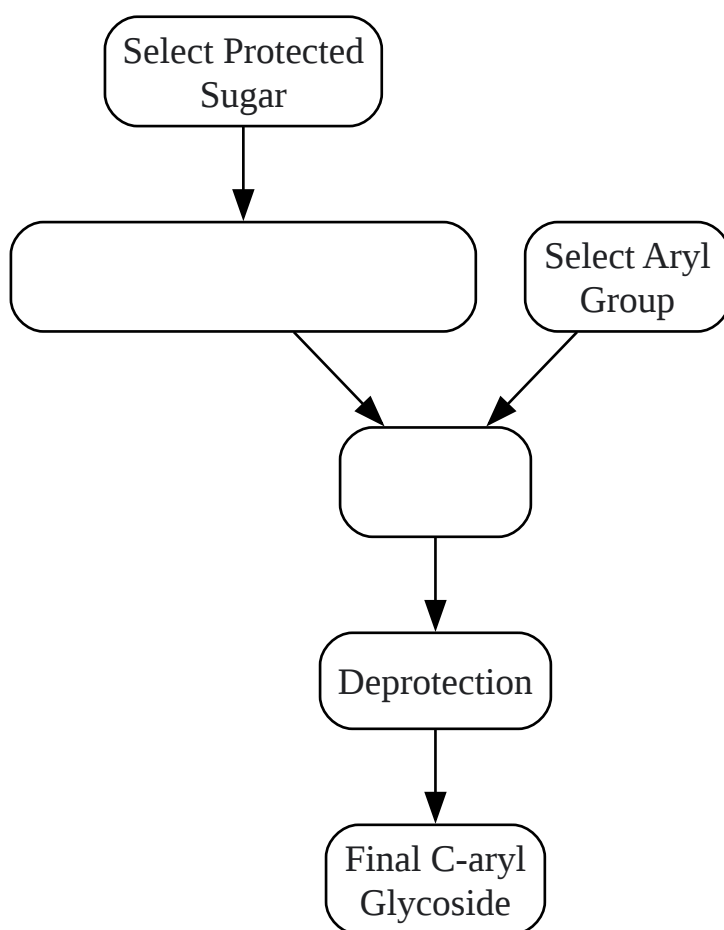 Select Protected
Sugar
Select Aryl
Group
Deprotection
Final C-aryl
Glycoside